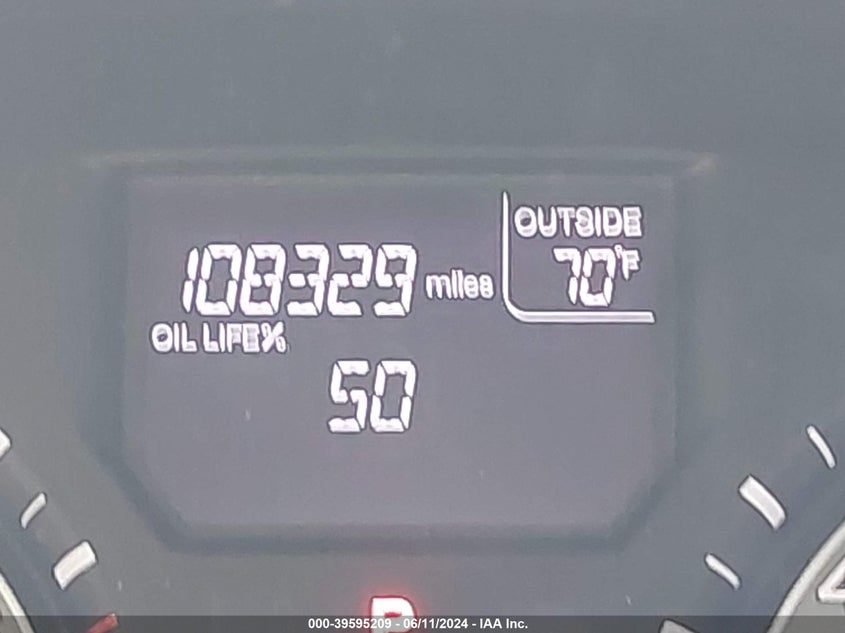 OUTSIDE
70°F
108329 miles
OIL LIFE%
50
P
000-39595209 - 06/11/2024 - IAA Inc.